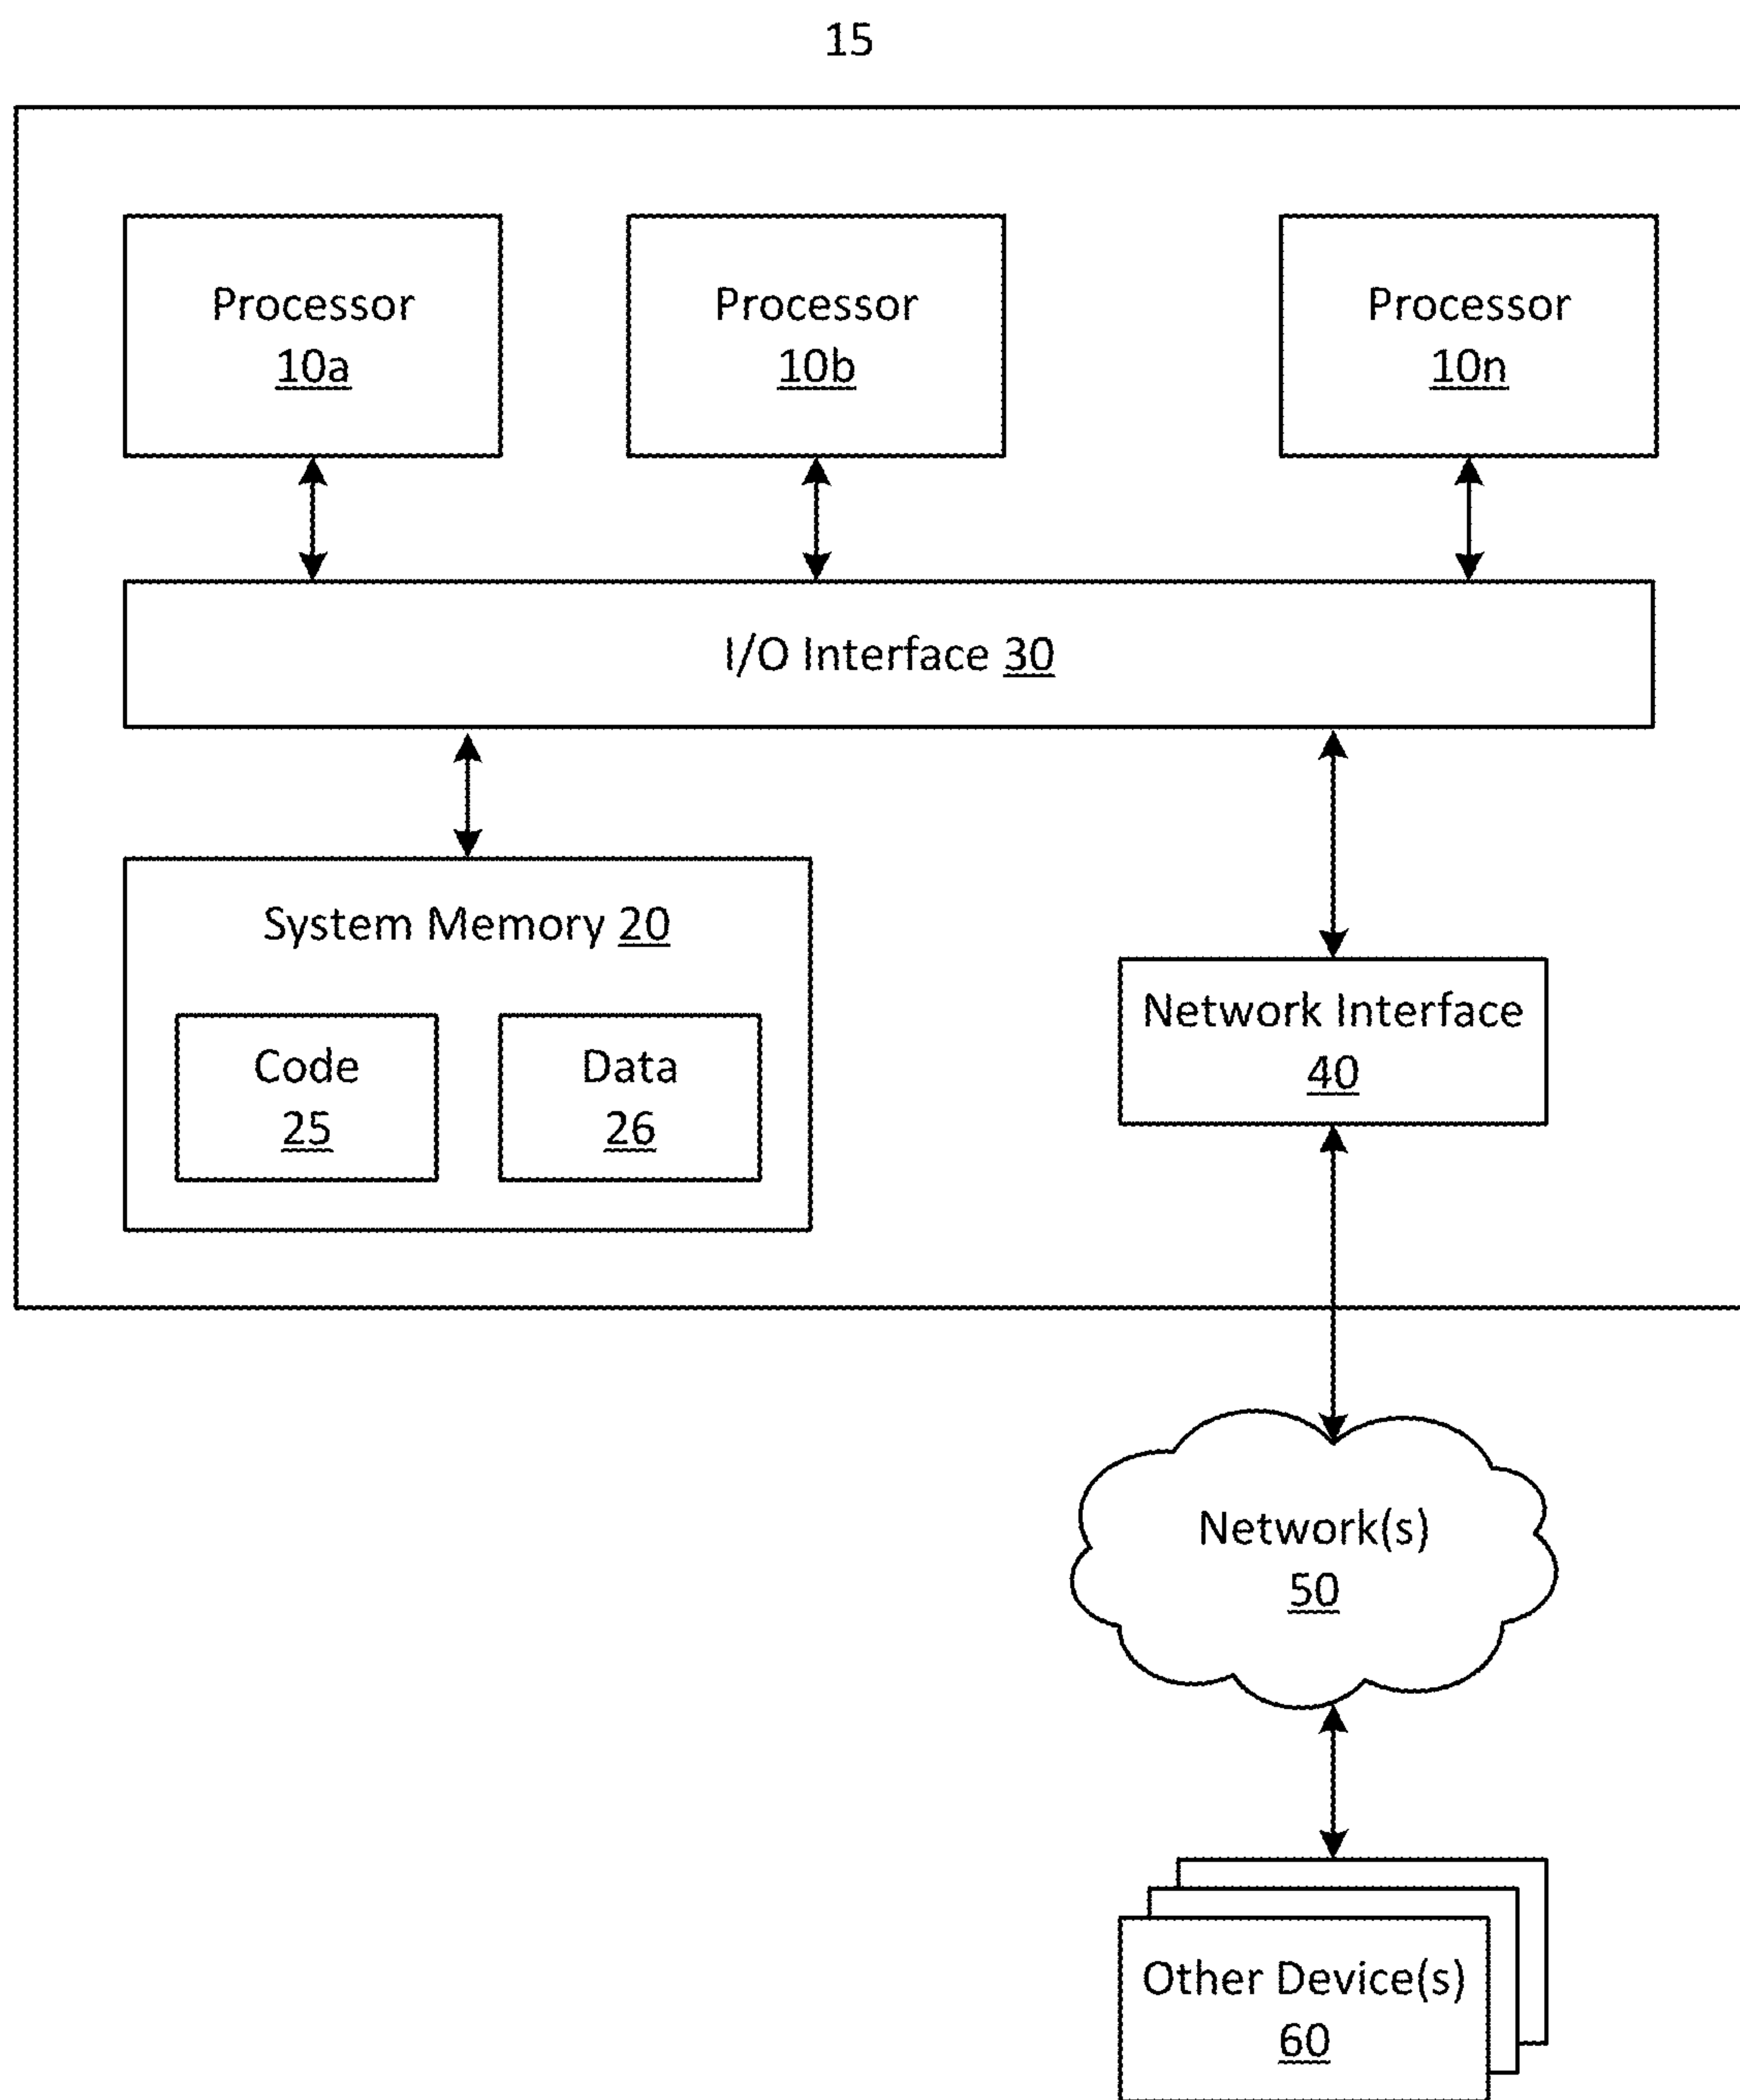 15
Processor
10a
Processor
10b
Processor
10n
I/O Interface 30
System Memory 20
Code
25
Data
26
Network Interface
40
Network(s)
50
Other Device(s)
60